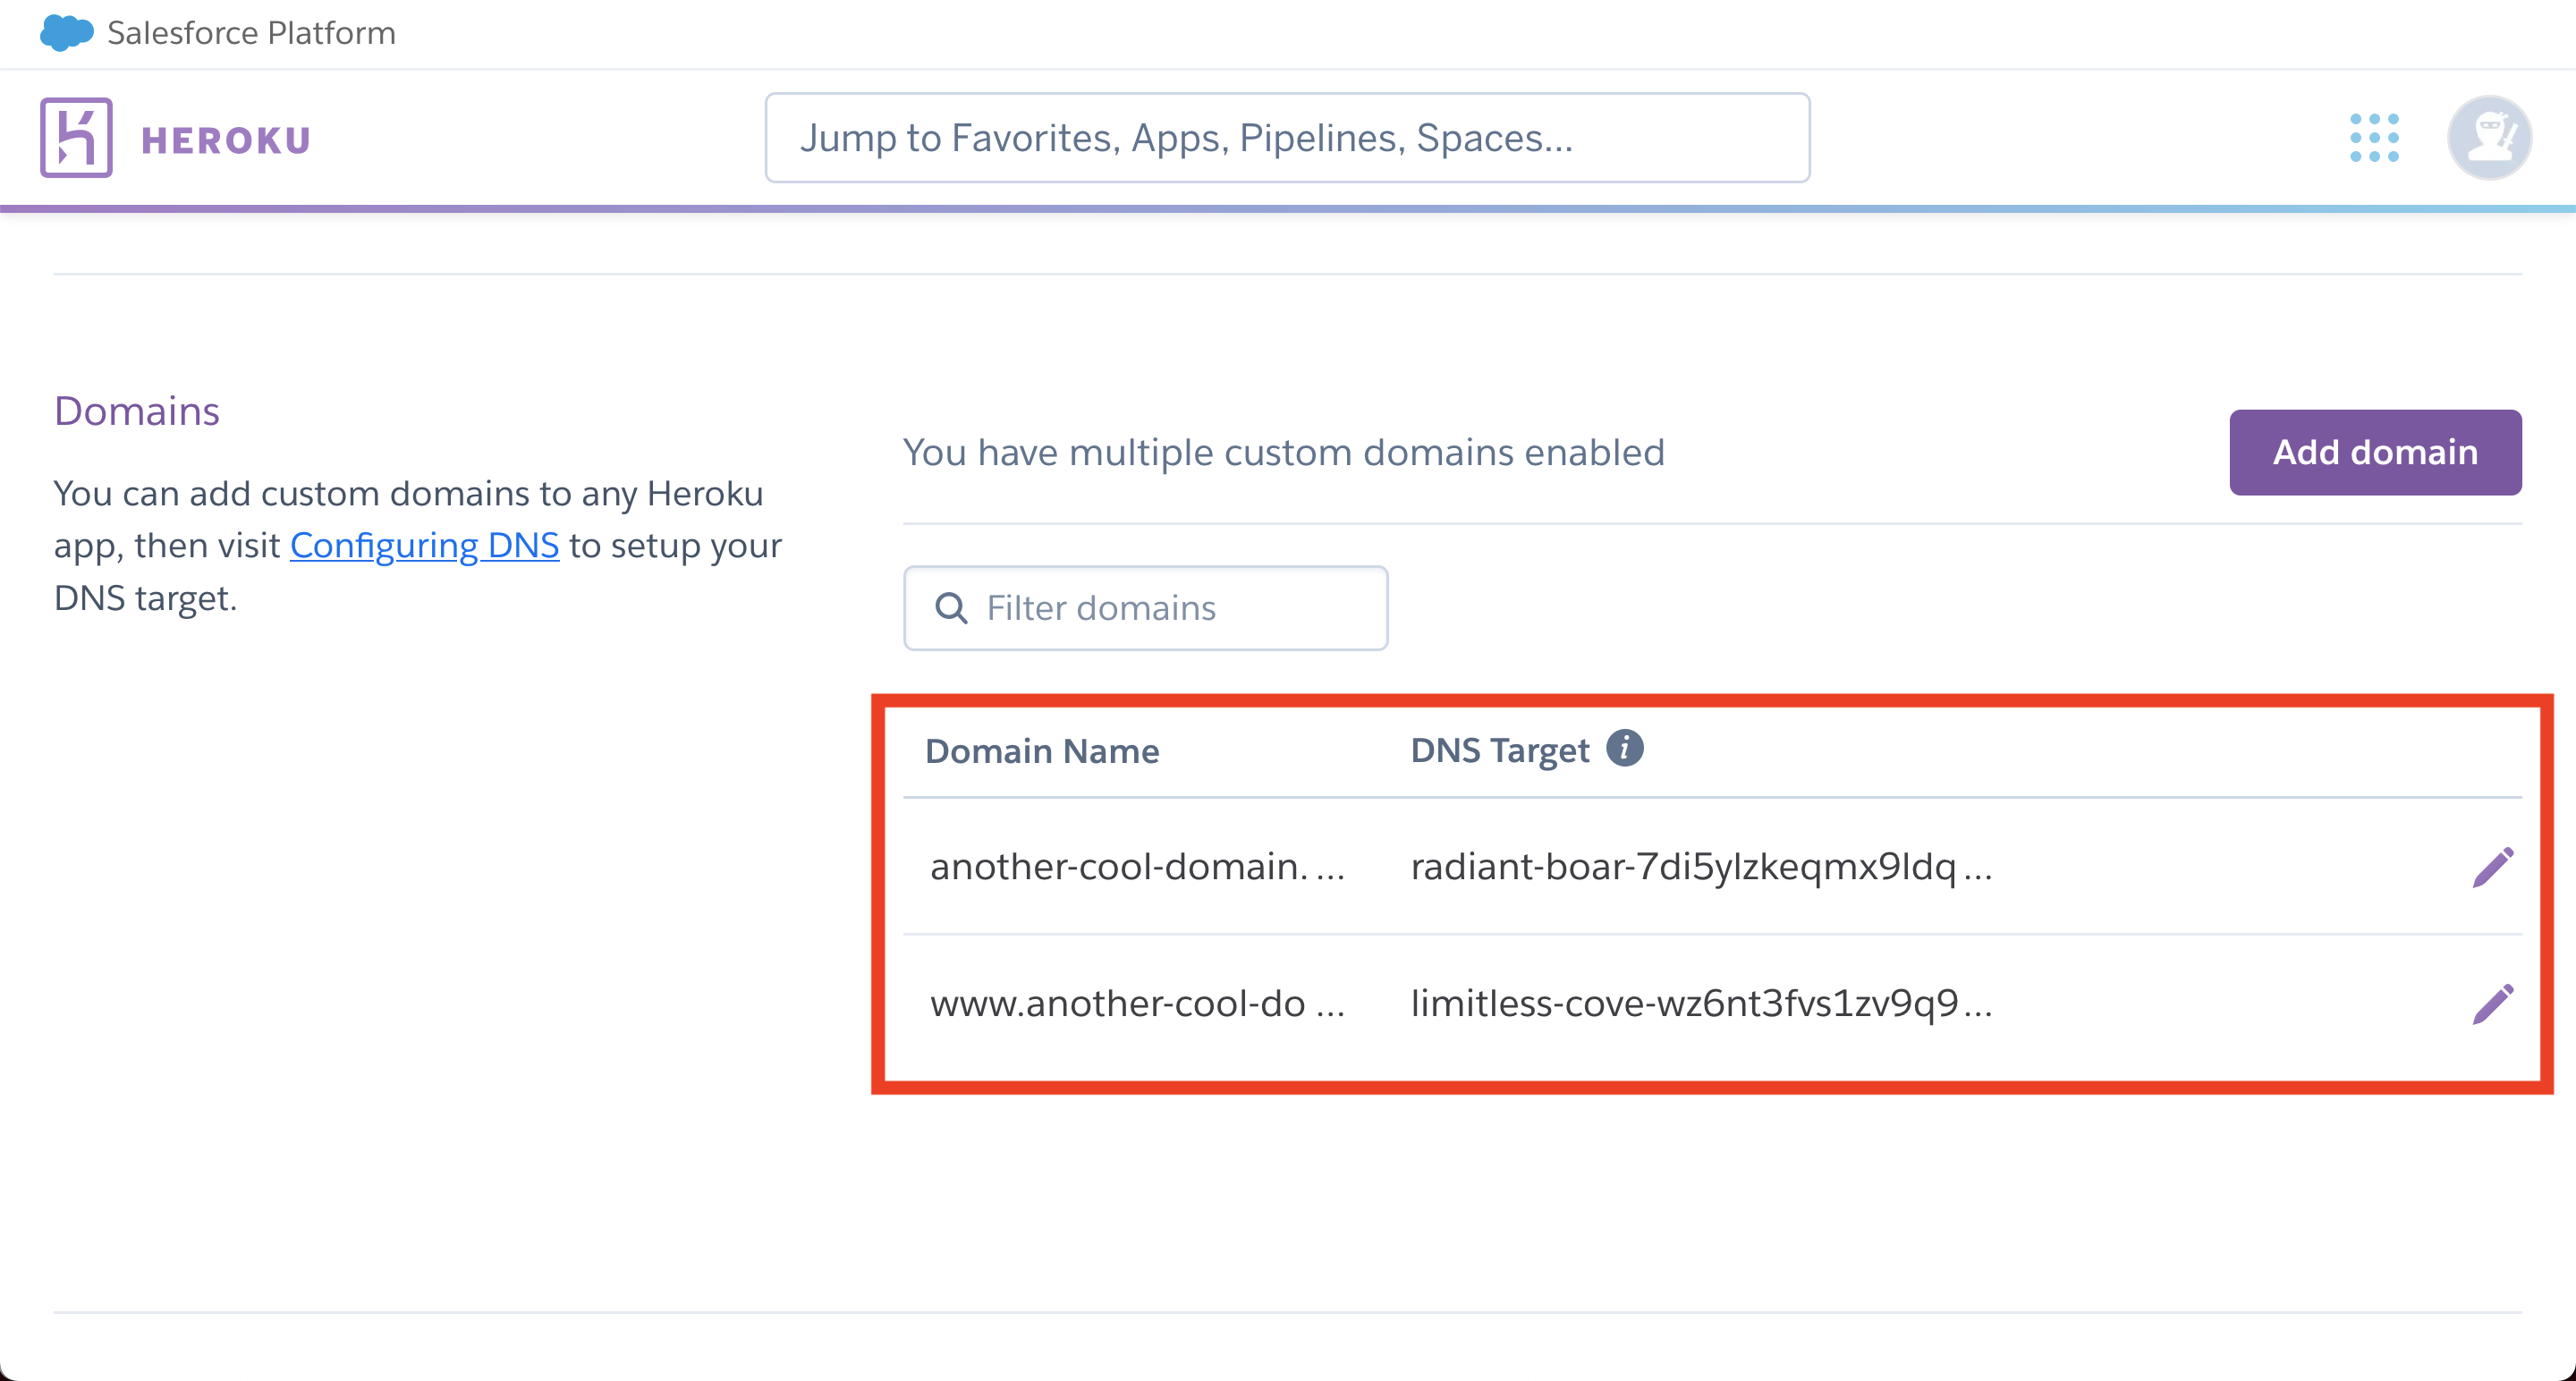 Salesforce Platform
HEROKU
Jump to Favorites, Apps, Pipelines, Spaces...
Domains
You can add custom domains to any Heroku
app, then visit Configuring DNS to setup your
DNS target.
You have multiple custom domains enabled
Add domain
Filter domains
Domain Name DNS Target i
another-cool-domain. ... radiant-boar-7di5ylzkeqmx9ldq ...
www.another-cool-do ... limitless-cove-wz6nt3fvs1zv9q9 ...